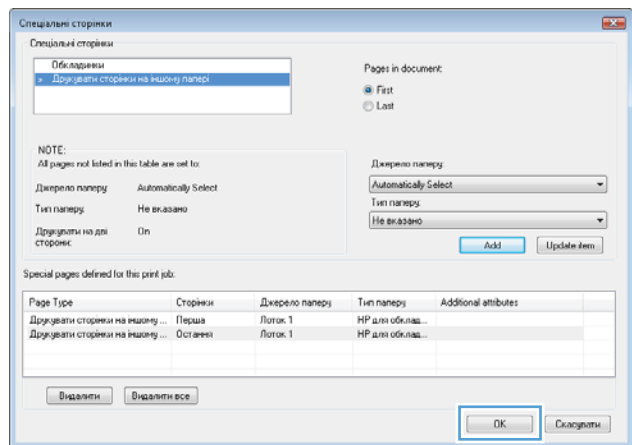 Спеціальні сторінки
Спеціальні сторінки
Обкладинки
» Друкувати сторінки на іншому папері
Pages in document:
First
Last
NOTE:
All pages not listed in this table are set to:
Джерело паперу: Automatically Select
Тип паперу: Не вказано
Друкувати на дві
сторони: On
Джерело паперу:
Automatically Select
Тип паперу:
Не вказано
Add Update item
Special pages defined for this print job:
Page Type Сторінки Джерело паперу Тип паперу Additional attributes
Друкувати сторінки на іншому ... Перша Лоток 1 HP для обклад...
Друкувати сторінки на іншому ... Остання Лоток 1 HP для обклад...
Видалити Видалити все
OK Скасувати